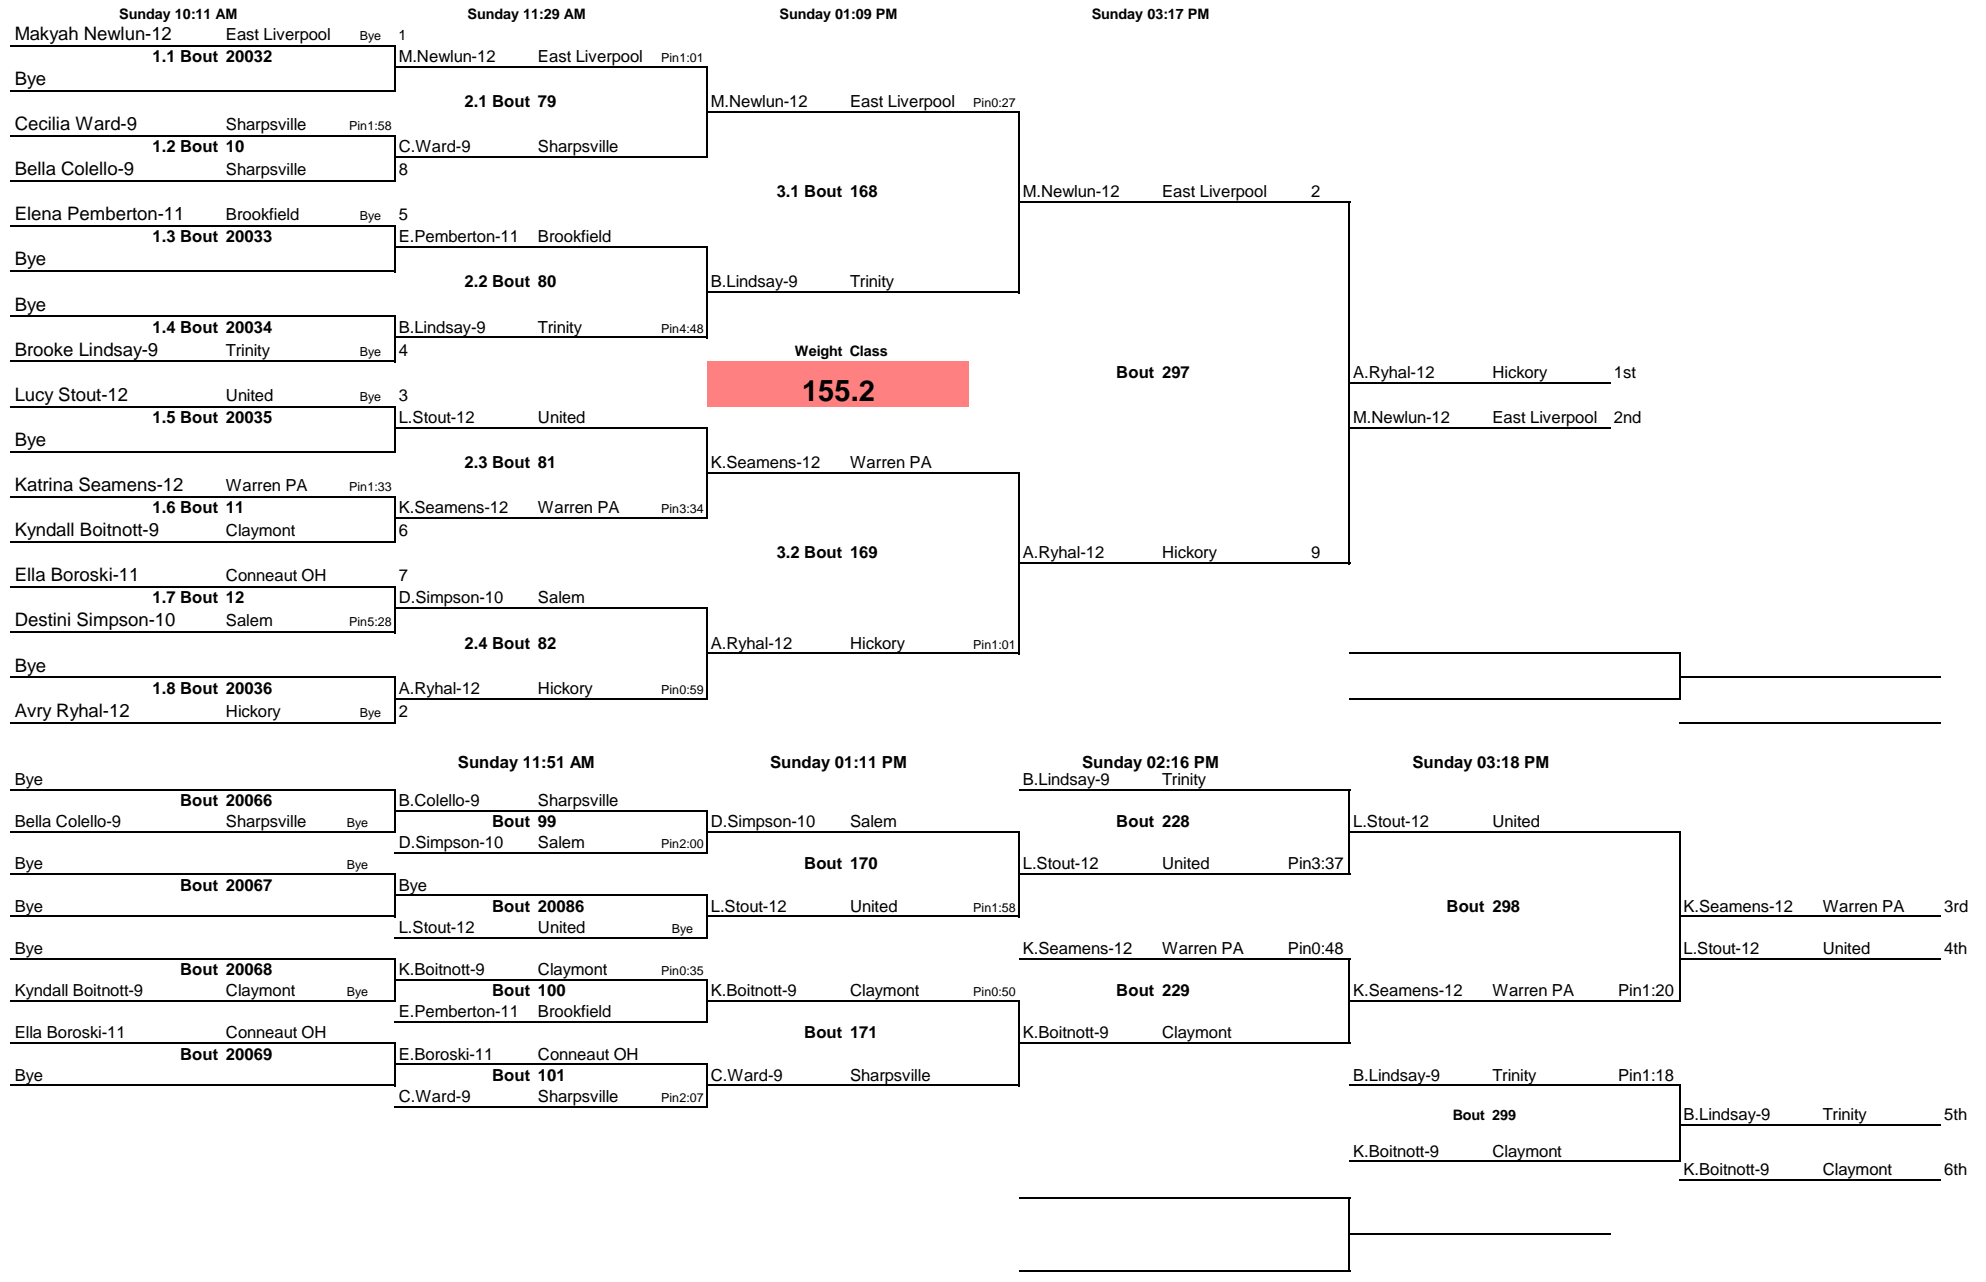 Sunday 10:11 AM Sunday 11:29 AM Sunday 01:09 PM Sunday 03:17 PM
Makyah Newlun-12 East Liverpool Bye 1
1.1 Bout 20032 M.Newlun-12 East Liverpool Pin1:01
Bye
2.1 Bout 79 M.Newlun-12 East Liverpool Pin0:27
Cecilia Ward-9 Sharpsville Pin1:58
1.2 Bout 10 C.Ward-9 Sharpsville
Bella Colello-9 Sharpsville 8
3.1 Bout 168 M.Newlun-12 East Liverpool 2
Elena Pemberton-11 Brookfield Bye 5
1.3 Bout 20033 E.Pemberton-11 Brookfield
Bye
2.2 Bout 80 B.Lindsay-9 Trinity
Bye
1.4 Bout 20034 B.Lindsay-9 Trinity Pin4:48
Brooke Lindsay-9 Trinity Bye 4 Weight Class
Bout 297 A.Ryhal-12 Hickory 1st
155.2
Lucy Stout-12 United Bye 3
1.5 Bout 20035 L.Stout-12 United M.Newlun-12 East Liverpool 2nd
Bye
2.3 Bout 81 K.Seamens-12 Warren PA
Katrina Seamens-12 Warren PA Pin1:33
1.6 Bout 11 K.Seamens-12 Warren PA Pin3:34
Kyndall Boitnott-9 Claymont 6
3.2 Bout 169 A.Ryhal-12 Hickory 9
Ella Boroski-11 Conneaut OH 7
1.7 Bout 12 D.Simpson-10 Salem
Destini Simpson-10 Salem Pin5:28
2.4 Bout 82 A.Ryhal-12 Hickory Pin1:01
Bye
1.8 Bout 20036 A.Ryhal-12 Hickory Pin0:59
Avry Ryhal-12 Hickory Bye 2
Sunday 11:51 AM Sunday 01:11 PM Sunday 02:16 PM Sunday 03:18 PM
Bye B.Lindsay-9 Trinity
Bout 20066 B.Colello-9 Sharpsville
Bella Colello-9 Sharpsville Bye Bout 99 D.Simpson-10 Salem Bout 228 L.Stout-12 United
D.Simpson-10 Salem Pin2:00
Bye Bye Bout 170 L.Stout-12 United Pin3:37
Bout 20067 Bye
Bye Bout 20086 L.Stout-12 United Pin1:58 Bout 298 K.Seamens-12 Warren PA 3rd
L.Stout-12 United Bye
Bye K.Seamens-12 Warren PA Pin0:48 L.Stout-12 United 4th
Bout 20068 K.Boitnott-9 Claymont Pin0:35
Kyndall Boitnott-9 Claymont Bye Bout 100 K.Boitnott-9 Claymont Pin0:50 Bout 229 K.Seamens-12 Warren PA Pin1:20
E.Pemberton-11 Brookfield
Ella Boroski-11 Conneaut OH Bout 171 K.Boitnott-9 Claymont
Bout 20069 E.Boroski-11 Conneaut OH
Bye Bout 101 C.Ward-9 Sharpsville B.Lindsay-9 Trinity Pin1:18
C.Ward-9 Sharpsville Pin2:07
Bout 299 B.Lindsay-9 Trinity 5th
K.Boitnott-9 Claymont
K.Boitnott-9 Claymont 6th